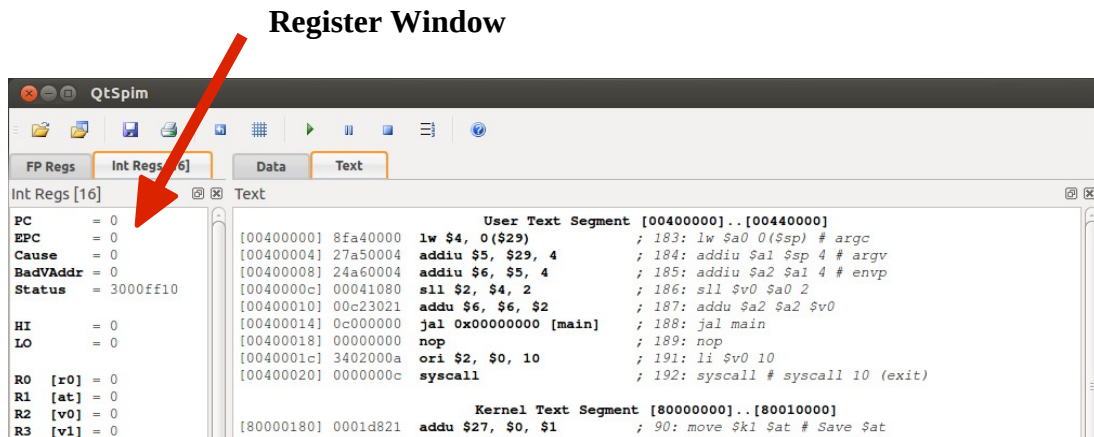 Register Window
QtSpim
FP Regs Int Regs [16] Data Text
Int Regs [16] Text
PC = 0 User Text Segment [00400000]..[00440000]
EPC = 0 [00400000] 8fa40000 lw $4, 0($29) ; 183: lw $a0 0($sp) # argc
Cause = 0 [00400004] 27a50004 addiu $5, $29, 4 ; 184: addiu $a1 $sp 4 # argv
BadVAddr = 0 [00400008] 24a60004 addiu $6, $5, 4 ; 185: addiu $a2 $a1 4 # envp
Status = 3000ff10 [0040000c] 00041080 sll $2, $4, 2 ; 186: sll $v0 $a0 2
[00400010] 00c23021 addu $6, $6, $2 ; 187: addu $a2 $a2 $v0
HI = 0 [00400014] 0c000000 jal 0x00000000 [main] ; 188: jal main
LO = 0 [00400018] 00000000 nop ; 189: nop
[0040001c] 3402000a ori $2, $0, 10 ; 191: li $v0 10
R0 [r0] = 0 [00400020] 0000000c syscall ; 192: syscall # syscall 10 (exit)
R1 [at] = 0
R2 [v0] = 0 Kernel Text Segment [80000000]..[80010000]
R3 [v1] = 0 [80000180] 0001d821 addu $27, $0, $1 ; 90: move $k1 $at # Save $at